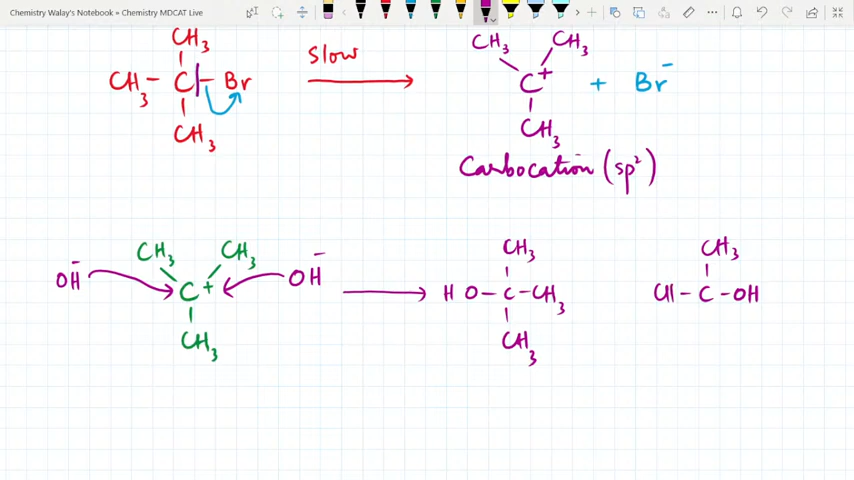 Chemistry Walay's Notebook » Chemistry MDCAT Live
CH3
CH3 - C - Br
CH3
Slow
CH3 CH3
C+
CH3
+ Br-
Carbocation (sp²)
CH3 CH3
OH- C+ OH-
CH3
CH3
HO - C - CH3
CH3
CH3
CH - C - OH